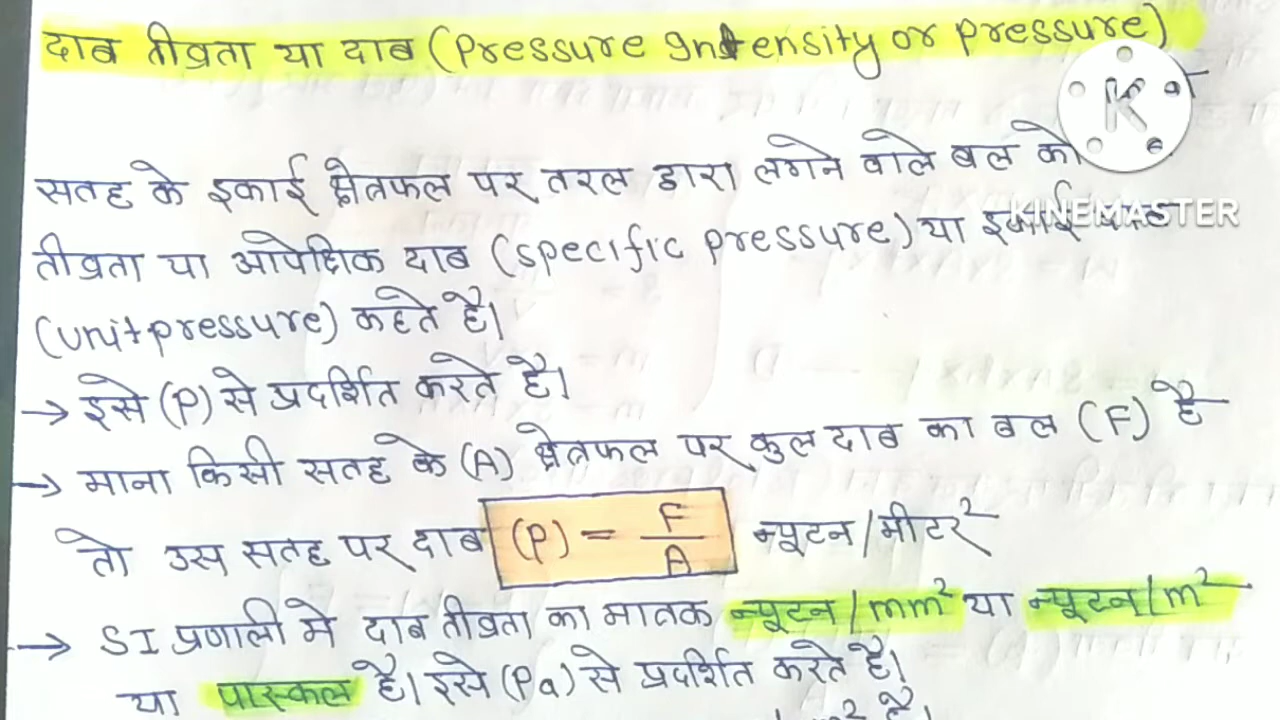 दाब तीव्रता या दाब (Pressure Intensity or pressure)
K
सतह के इकाई क्षेत्रफल पर तरल द्वारा लगने वाले बल को
KINEMASTER
तीव्रता या आपेक्षिक दाब (specific pressure) या इकाई दाब
(unit pressure) कहते है।
→ इसे (P) से प्रदर्शित करते है।
→ माना किसी सतह के (A) क्षेत्रफल पर कुल दाब का बल (F) है
तो उस सतह पर दाब (P) = F/A न्यूटन/मीटर²
→ SI प्रणाली मे दाब तीव्रता का मात्रक न्यूटन/mm² या न्यूटन/m²
या पास्कल है। इसे (Pa) से प्रदर्शित करते है।
है।